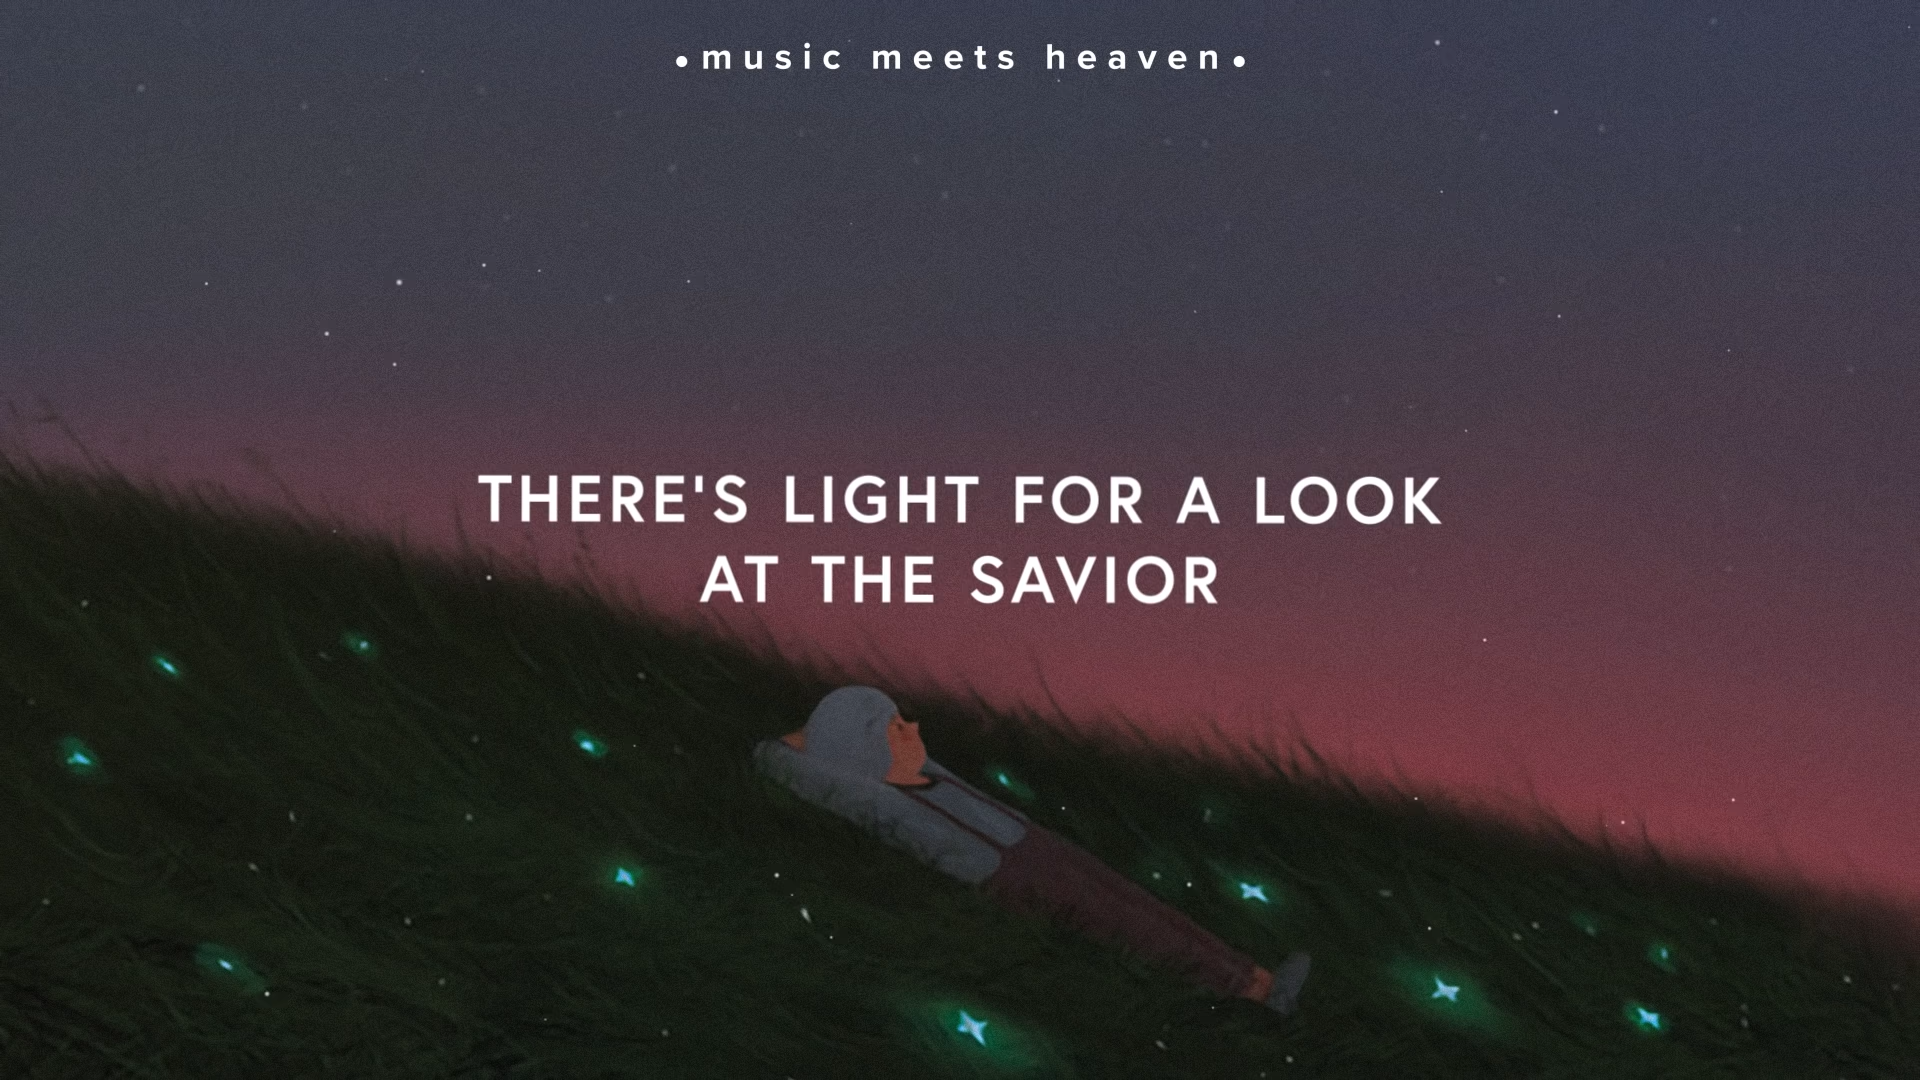 •music meets heaven•
THERE'S LIGHT FOR A LOOK
AT THE SAVIOR